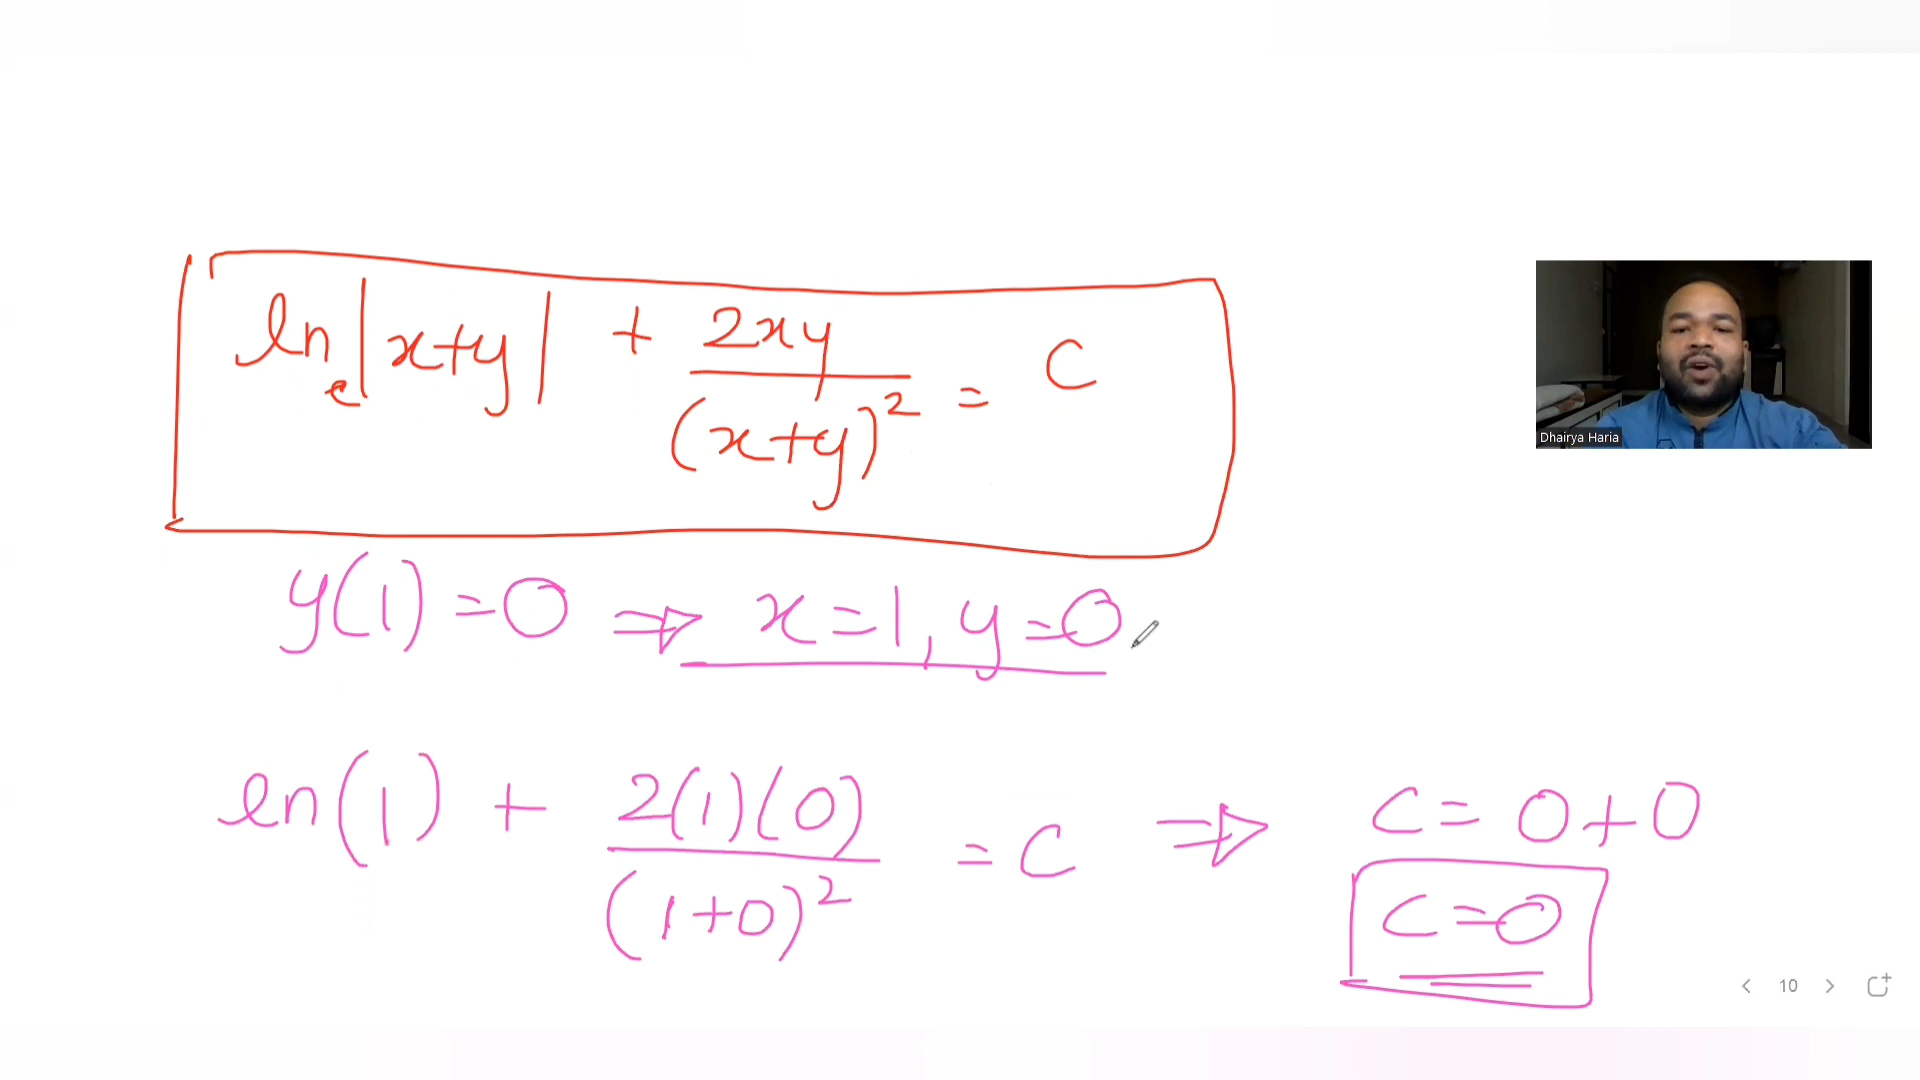 ln_e |x+y| + 2xy/(x+y)² = C
Dhairya Haria
y(1) = 0 ⇒ x = 1, y = 0
ln(1) + 2(1)(0)/(1+0)² = C ⇒ C = 0 + 0
C = 0
< 10 >